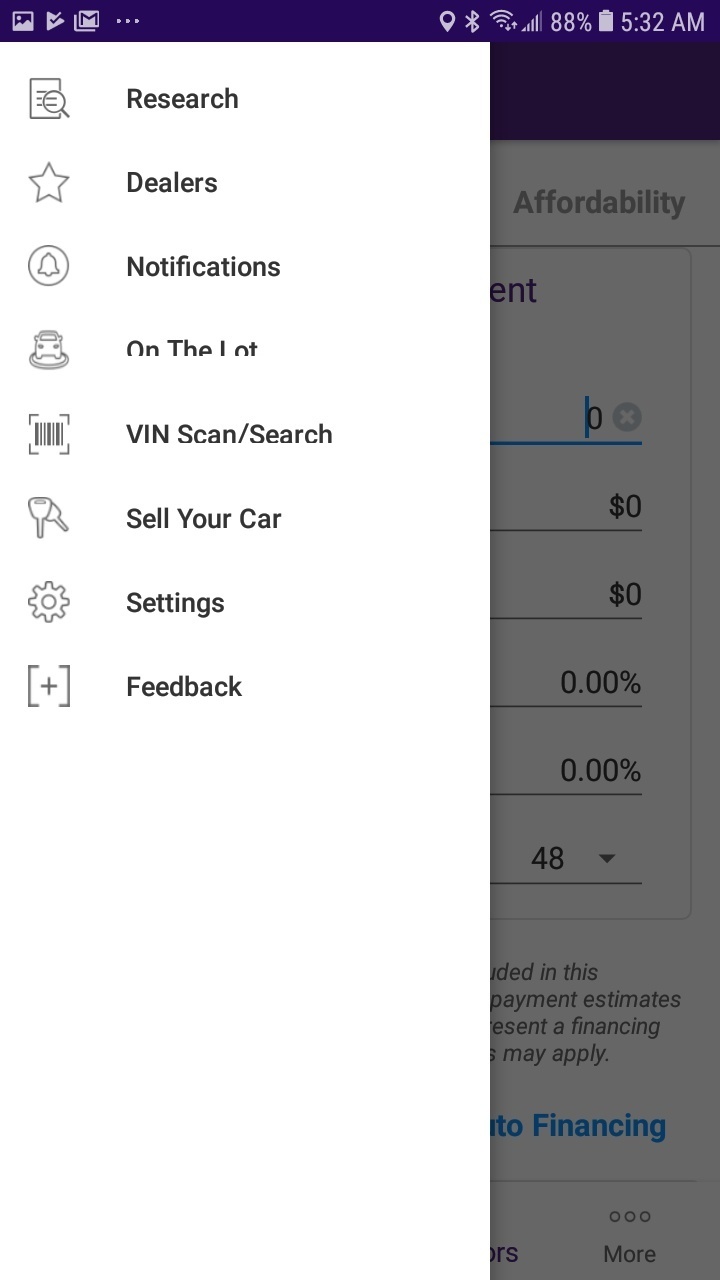 88% 5:32 AM
Research
Dealers
Notifications
On The Lot
VIN Scan/Search
Sell Your Car
Settings
Feedback
Affordability
ent
0
$0
$0
0.00%
0.00%
48
uded in this
payment estimates
resent a financing
s may apply.
uto Financing
ors
More